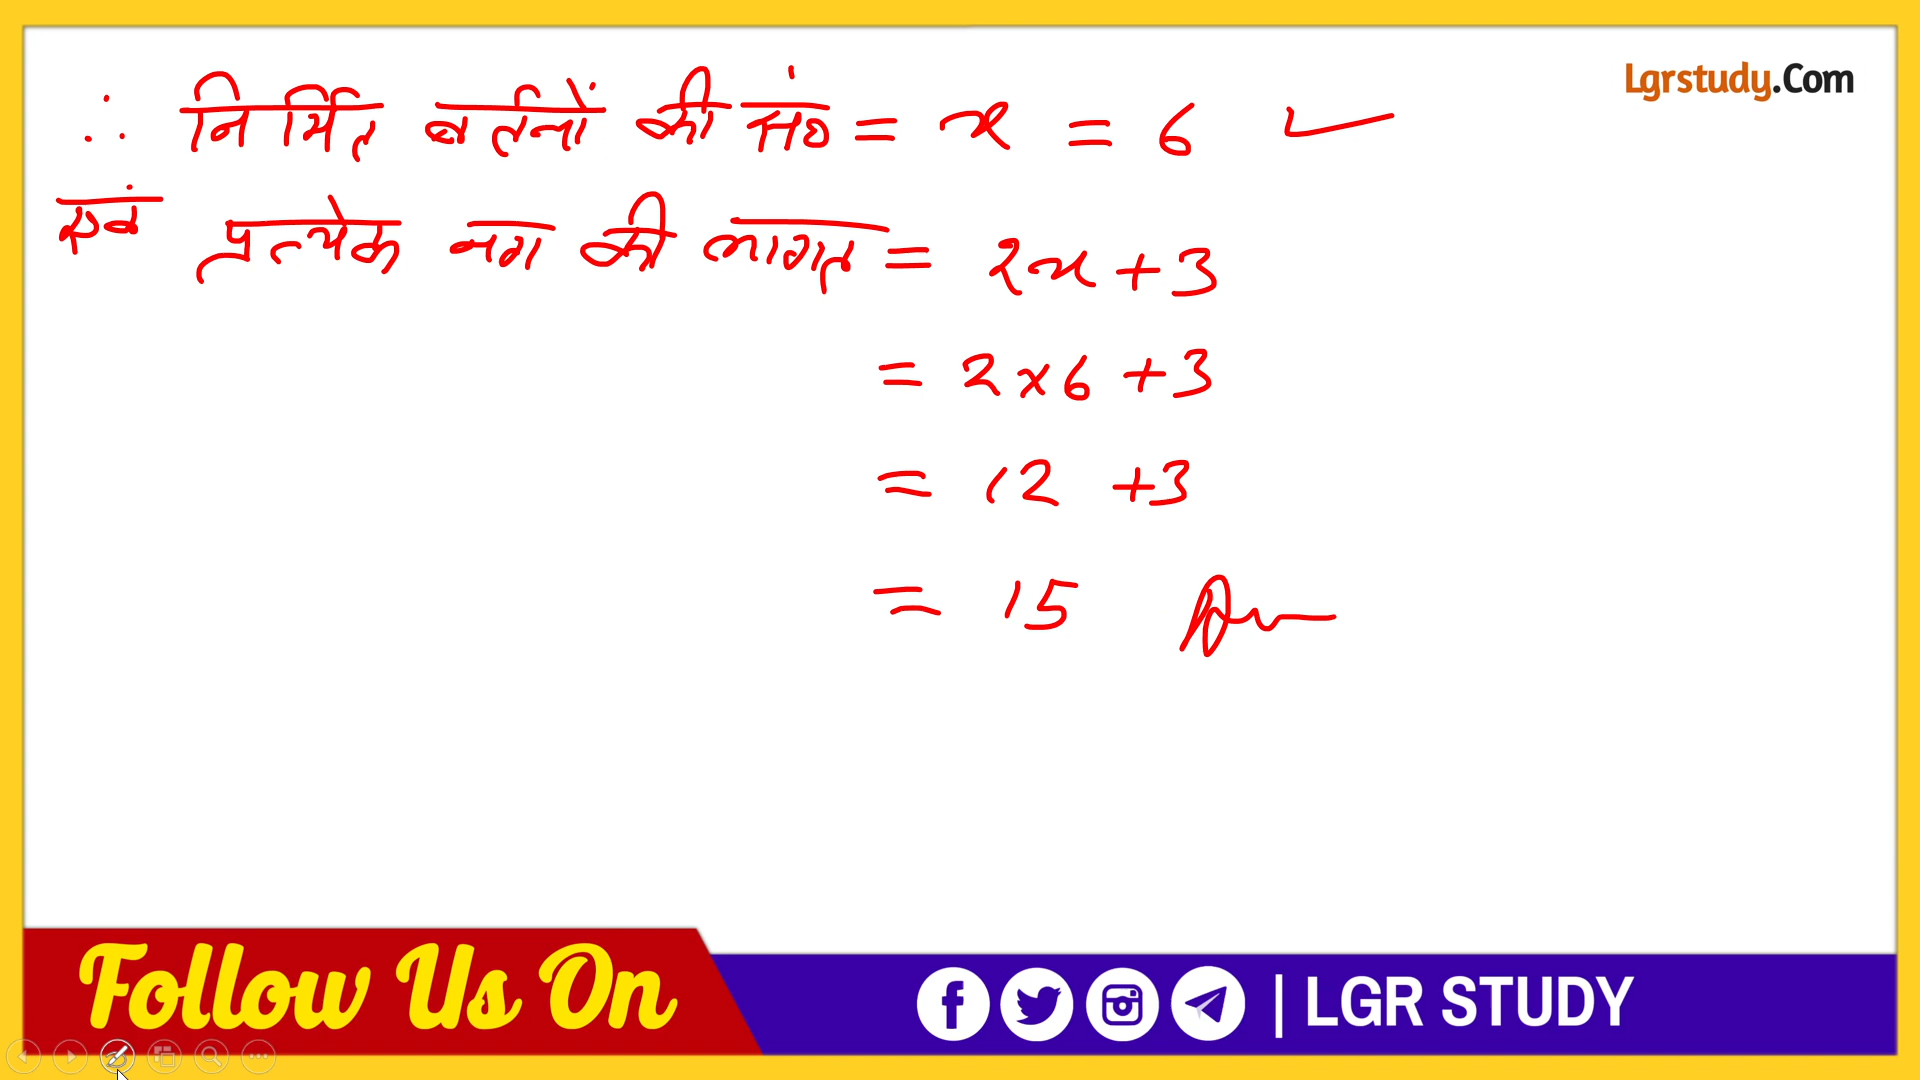 Lgrstudy.Com
∴ निर्मित बर्तनों की सं० = x = 6 ✓
एवं प्रत्येक नग की लागत = 2x + 3
= 2 × 6 + 3
= 12 + 3
= 15 Ans
Follow Us On
| LGR STUDY